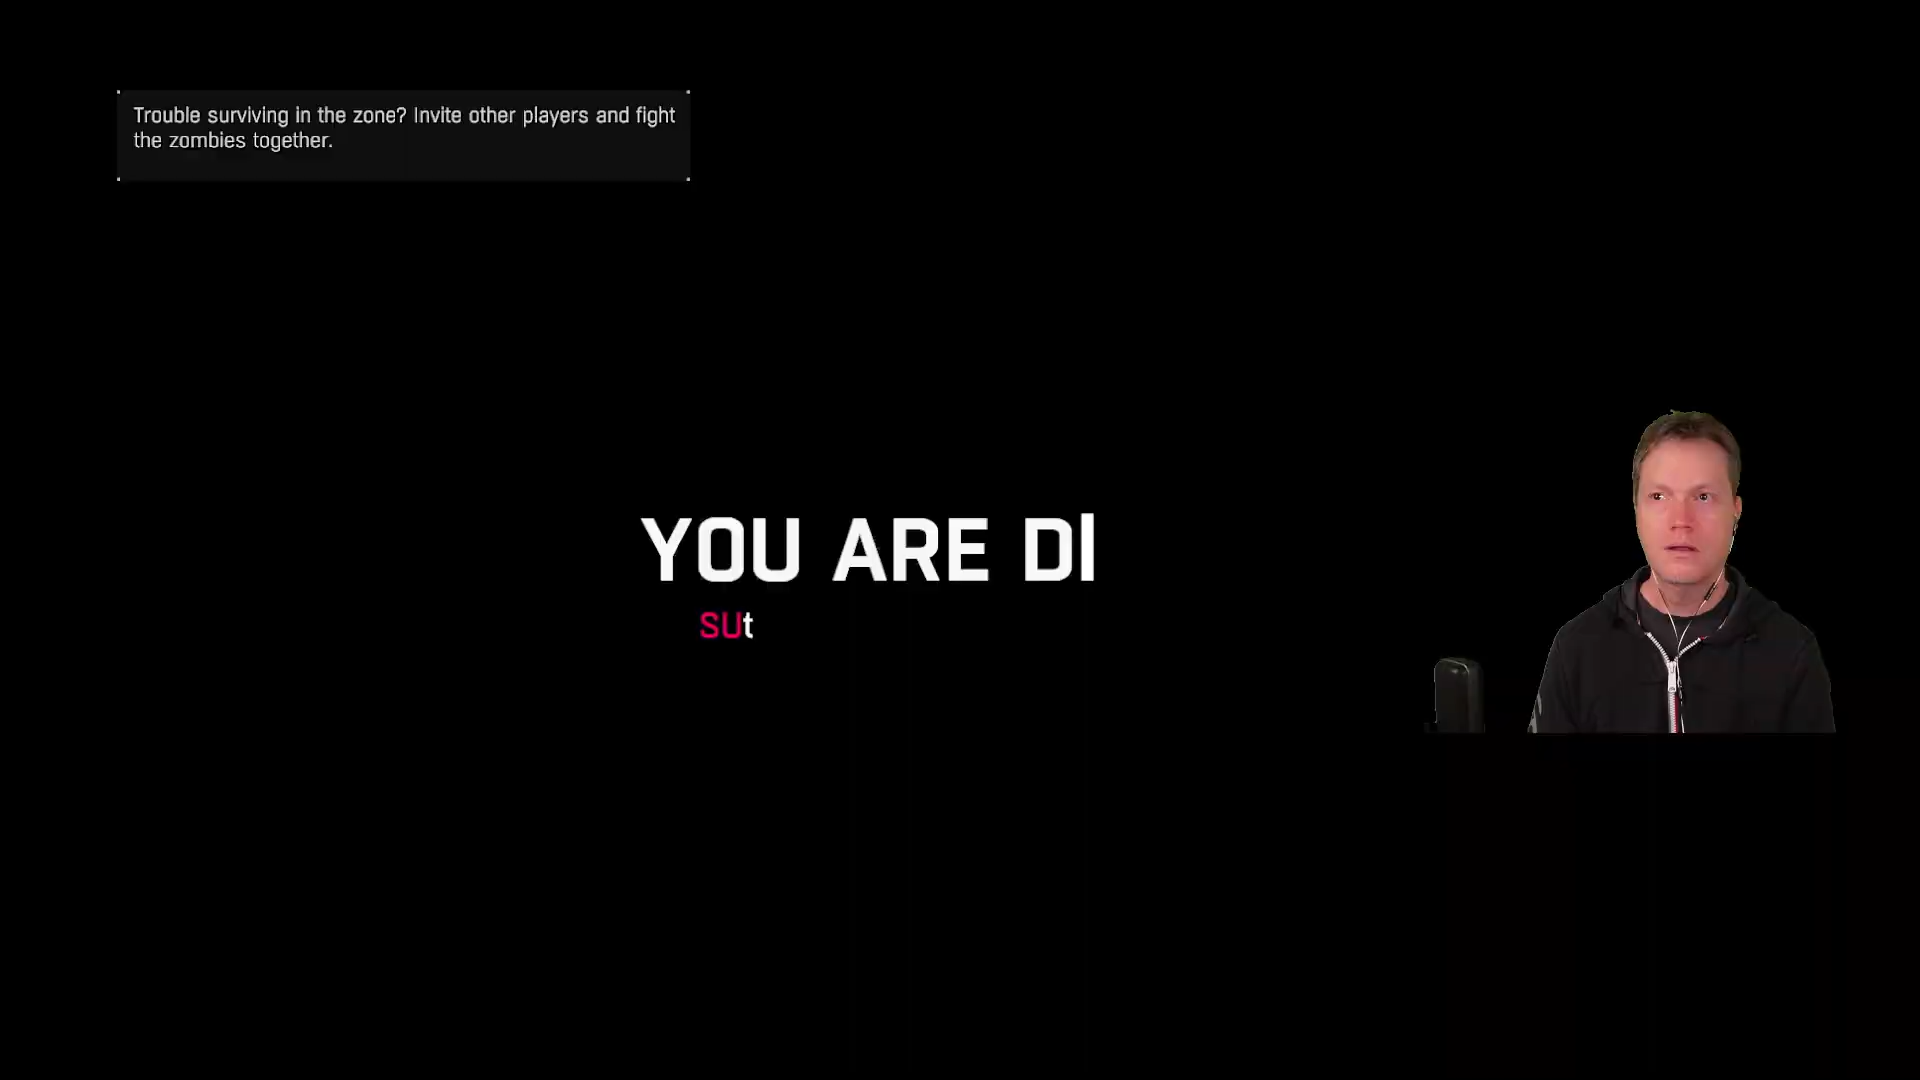 Trouble surviving in the zone? Invite other players and fight
the zombies together.
YOU ARE DI
SUt